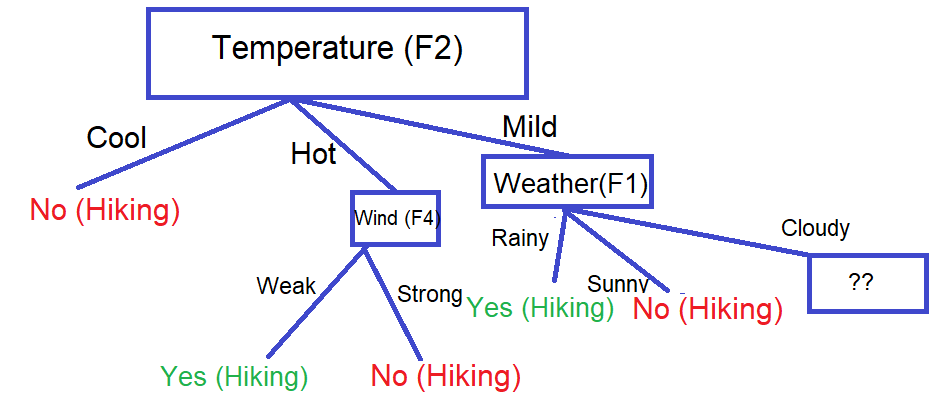 Temperature (F2)
Cool
Hot
Mild
No (Hiking)
Wind (F4)
Weather(F1)
Rainy
Sunny
Cloudy
??
Weak
Strong
Yes (Hiking)
No (Hiking)
Yes (Hiking)
No (Hiking)